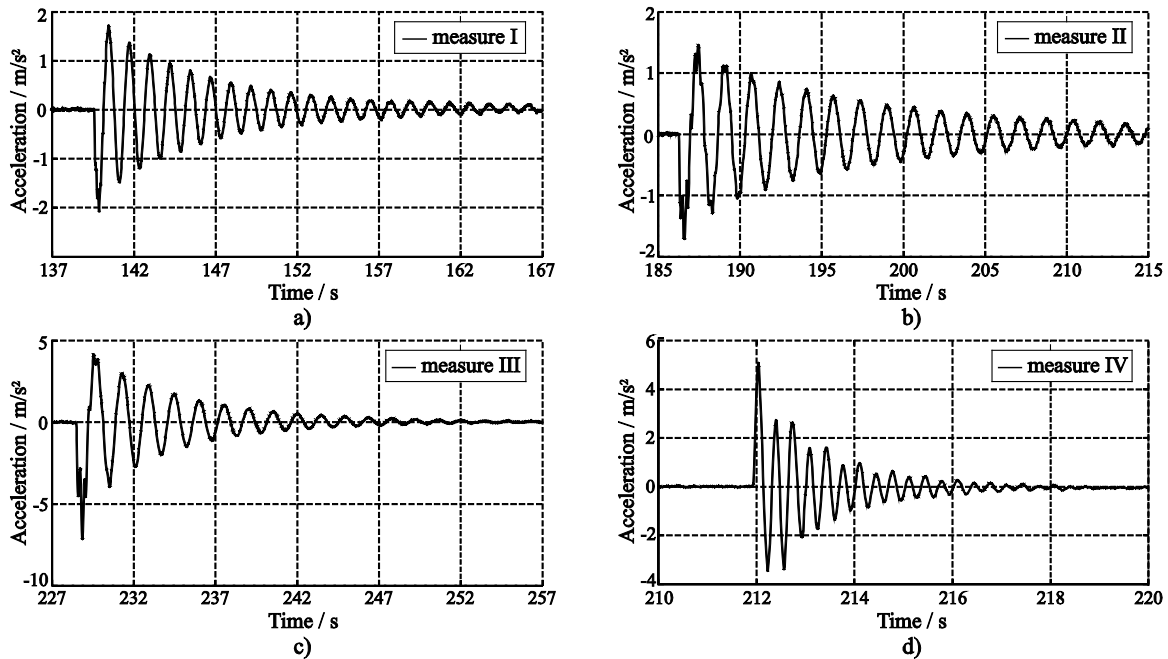 2
1
0
-1
-2
Acceleration / m/s²
measure I
137 142 147 152 157 162 167
Time / s
a)
2
1
0
-1
-2
Acceleration / m/s²
measure II
185 190 195 200 205 210 215
Time / s
b)
5
0
-5
-10
Acceleration / m/s²
measure III
227 232 237 242 247 252 257
Time / s
c)
6
4
2
0
-2
-4
Acceleration / m/s²
measure IV
210 212 214 216 218 220
Time / s
d)